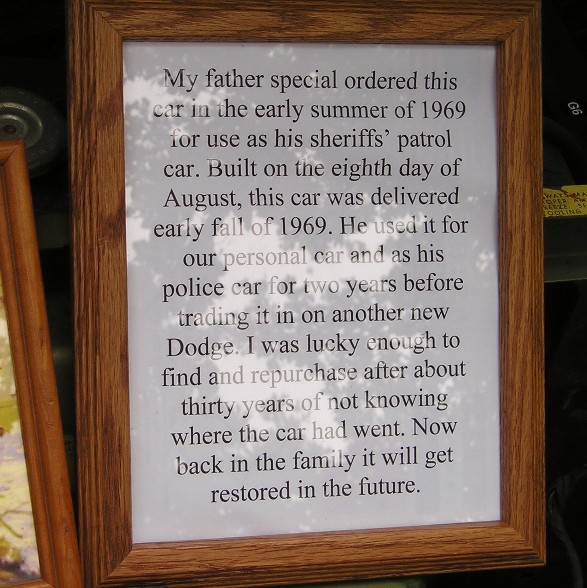 My father special ordered this
car in the early summer of 1969
for use as his sheriffs' patrol
car. Built on the eighth day of
August, this car was delivered
early fall of 1969. He used it for
our personal car and as his
police car for two years before
trading it in on another new
Dodge. I was lucky enough to
find and repurchase after about
thirty years of not knowing
where the car had went. Now
back in the family it will get
restored in the future.
G6
COOLING